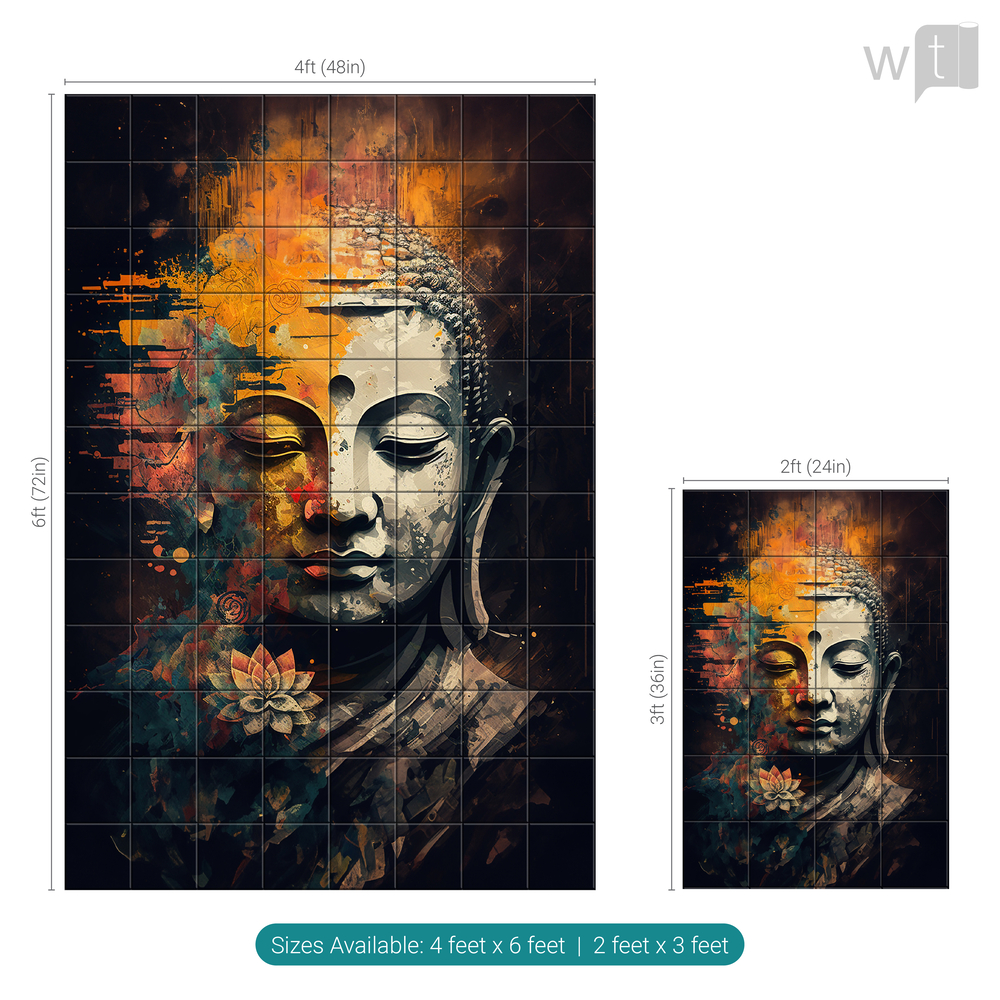 wt
4ft (48in)
6ft (72in)
2ft (24in)
3ft (36in)
Sizes Available: 4 feet x 6 feet | 2 feet x 3 feet